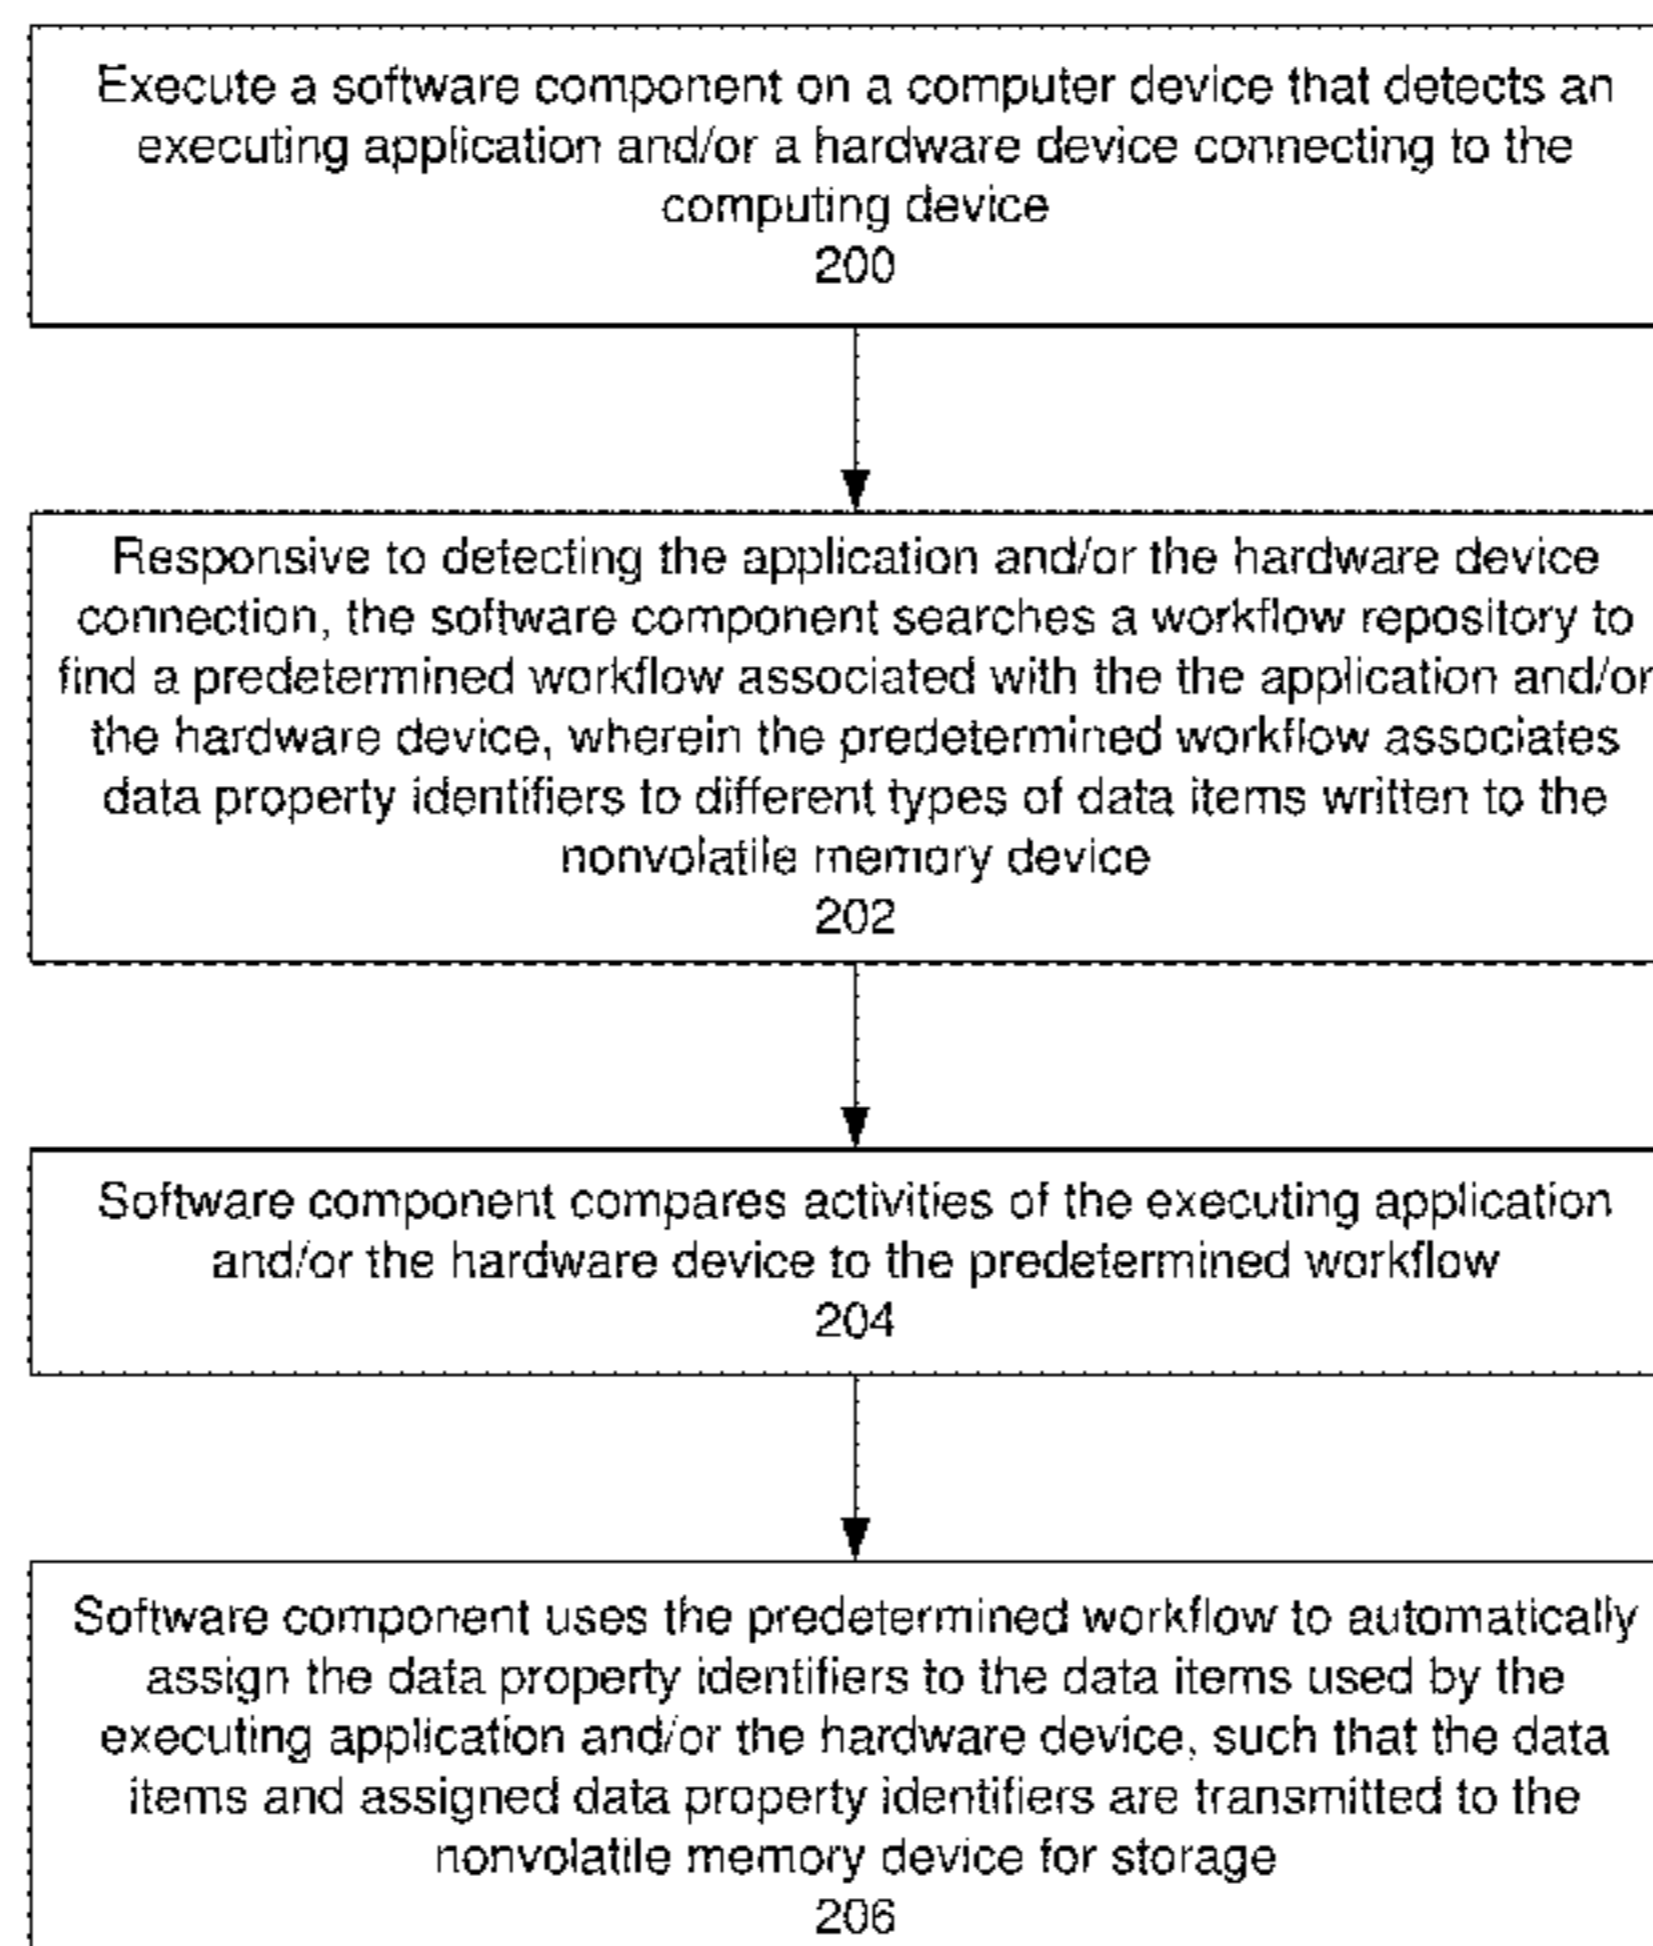 Execute a software component on a computer device that detects an
executing application and/or a hardware device connecting to the
computing device
200
Responsive to detecting the application and/or the hardware device
connection, the software component searches a workflow repository to
find a predetermined workflow associated with the the application and/or
the hardware device, wherein the predetermined workflow associates
data property identifiers to different types of data items written to the
nonvolatile memory device
202
Software component compares activities of the executing application
and/or the hardware device to the predetermined workflow
204
Software component uses the predetermined workflow to automatically
assign the data property identifiers to the data items used by the
executing application and/or the hardware device, such that the data
items and assigned data property identifiers are transmitted to the
nonvolatile memory device for storage
206